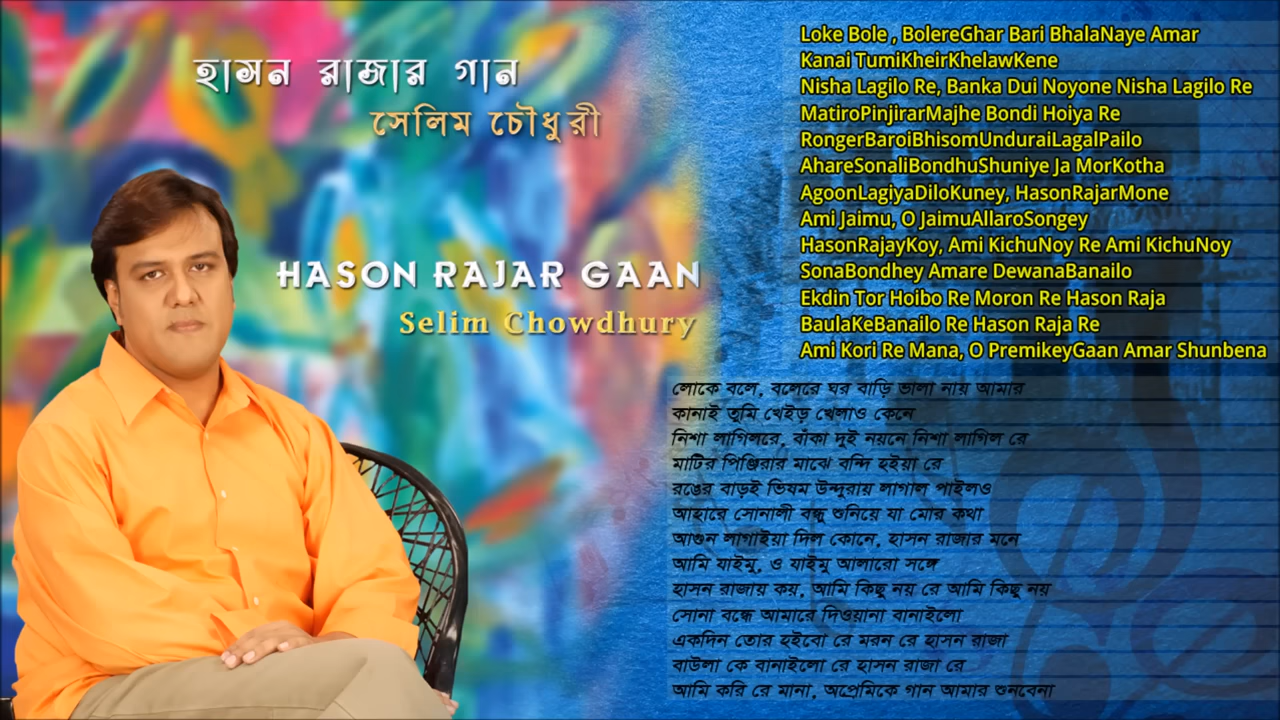 হাসন রাজার গান
সেলিম চৌধুরী
HASON RAJAR GAAN
Selim Chowdhury
Loke Bole , BolereGhar Bari BhalaNaye Amar
Kanai TumiKheirKhelawKene
Nisha Lagilo Re, Banka Dui Noyone Nisha Lagilo Re
MatiroPinjirarMajhe Bondi Hoiya Re
RongerBaroiBhisomUnduraiLagalPailo
AhareSonaliBondhuShuniye Ja MorKotha
AgoonLagiyaDiloKuney, HasonRajarMone
Ami Jaimu, O JaimuAllaroSongey
HasonRajayKoy, Ami KichuNoy Re Ami KichuNoy
SonaBondhey Amare DewanaBanailo
Ekdin Tor Hoibo Re Moron Re Hason Raja
BaulaKeBanailo Re Hason Raja Re
Ami Kori Re Mana, O PremikeyGaan Amar Shunbena
লোকে বলে, বলেরে ঘর বাড়ি ভালা নায় আমার
কানাই তুমি খেইড় খেলাও কেনে
নিশা লাগিলরে, বাঁকা দুই নয়নে নিশা লাগিল রে
মাটির পিঞ্জিরার মাঝে বন্দি হইয়া রে
রঙের বাড়ই ভিষম উন্দুরায় লাগাল পাইলও
আহারে সোনালী বন্ধু শুনিয়ে যা মোর কথা
আগুন লাগাইয়া দিল কোনে, হাসন রাজার মনে
আমি যাইমু, ও যাইমু আলারো সঙ্গে
হাসন রাজায় কয়, আমি কিছু নয় রে আমি কিছু নয়
সোনা বন্ধে আমারে দিওয়ানা বানাইলো
একদিন তোর হইবো রে মরন রে হাসন রাজা
বাউলা কে বানাইলো রে হাসন রাজা রে
আমি করি রে মানা, অপ্রেমিকে গান আমার শুনবেনা